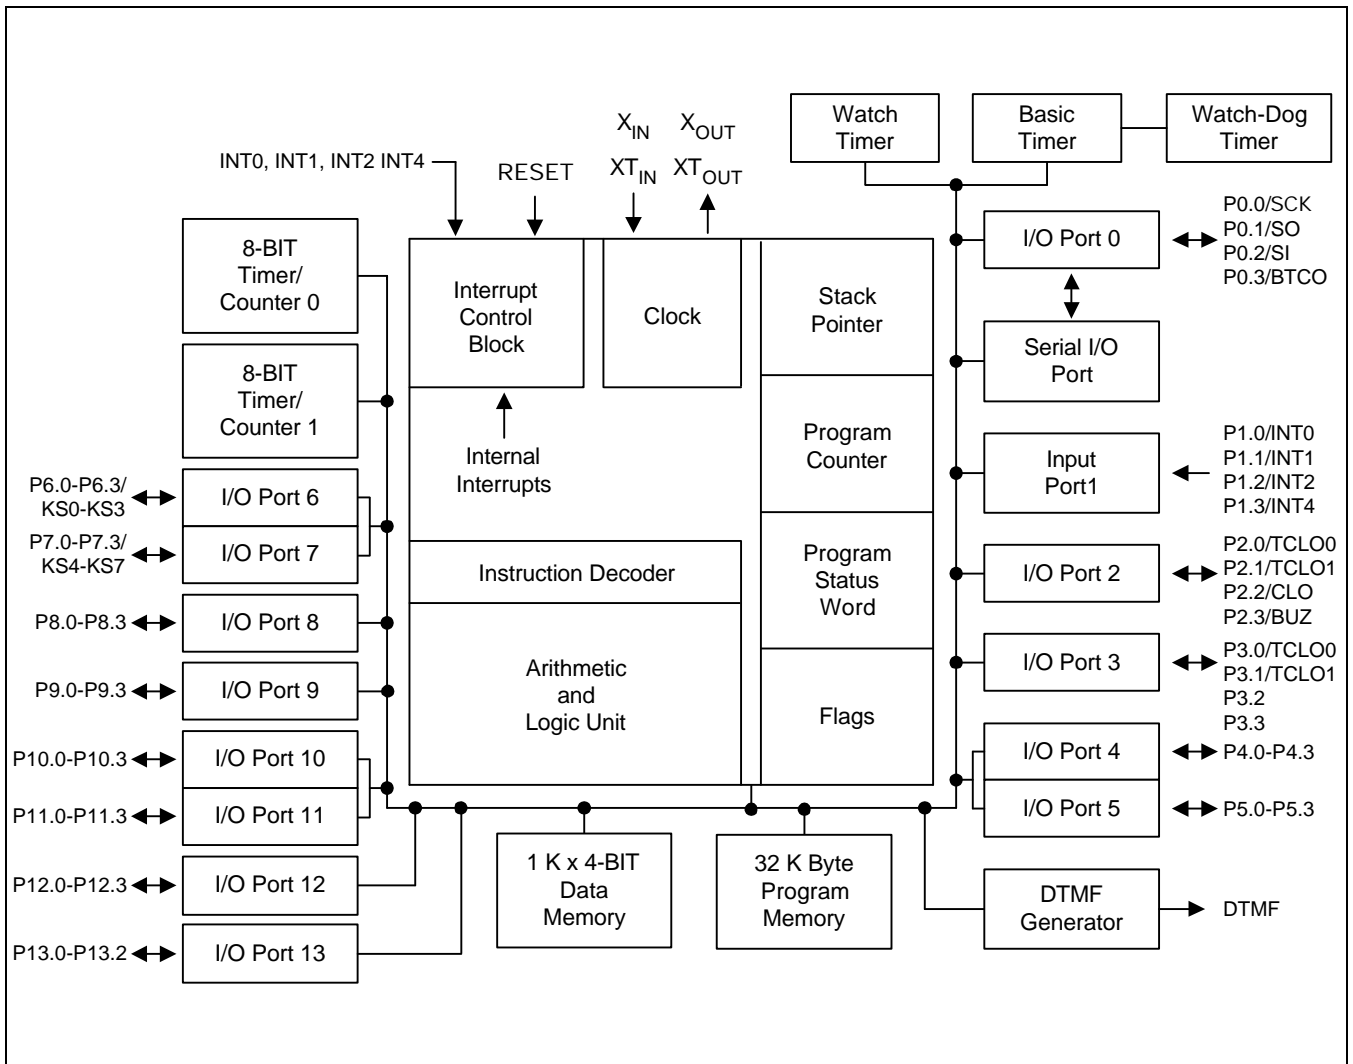 Watch
Timer
Basic
Timer
Watch-Dog
Timer
XIN XOUT
XTIN XTOUT
INT0, INT1, INT2 INT4
RESET
8-BIT
Timer/
Counter 0
8-BIT
Timer/
Counter 1
P6.0-P6.3/
KS0-KS3
I/O Port 6
P7.0-P7.3/
KS4-KS7
I/O Port 7
P8.0-P8.3
I/O Port 8
P9.0-P9.3
I/O Port 9
P10.0-P10.3
I/O Port 10
P11.0-P11.3
I/O Port 11
P12.0-P12.3
I/O Port 12
P13.0-P13.2
I/O Port 13
Interrupt
Control
Block
Clock
Internal
Interrupts
Instruction Decoder
Arithmetic
and
Logic Unit
Stack
Pointer
Program
Counter
Program
Status
Word
Flags
1 K x 4-BIT
Data
Memory
32 K Byte
Program
Memory
I/O Port 0
P0.0/SCK
P0.1/SO
P0.2/SI
P0.3/BTCO
Serial I/O
Port
Input
Port1
P1.0/INT0
P1.1/INT1
P1.2/INT2
P1.3/INT4
I/O Port 2
P2.0/TCLO0
P2.1/TCLO1
P2.2/CLO
P2.3/BUZ
I/O Port 3
P3.0/TCLO0
P3.1/TCLO1
P3.2
P3.3
I/O Port 4
P4.0-P4.3
I/O Port 5
P5.0-P5.3
DTMF
Generator
DTMF